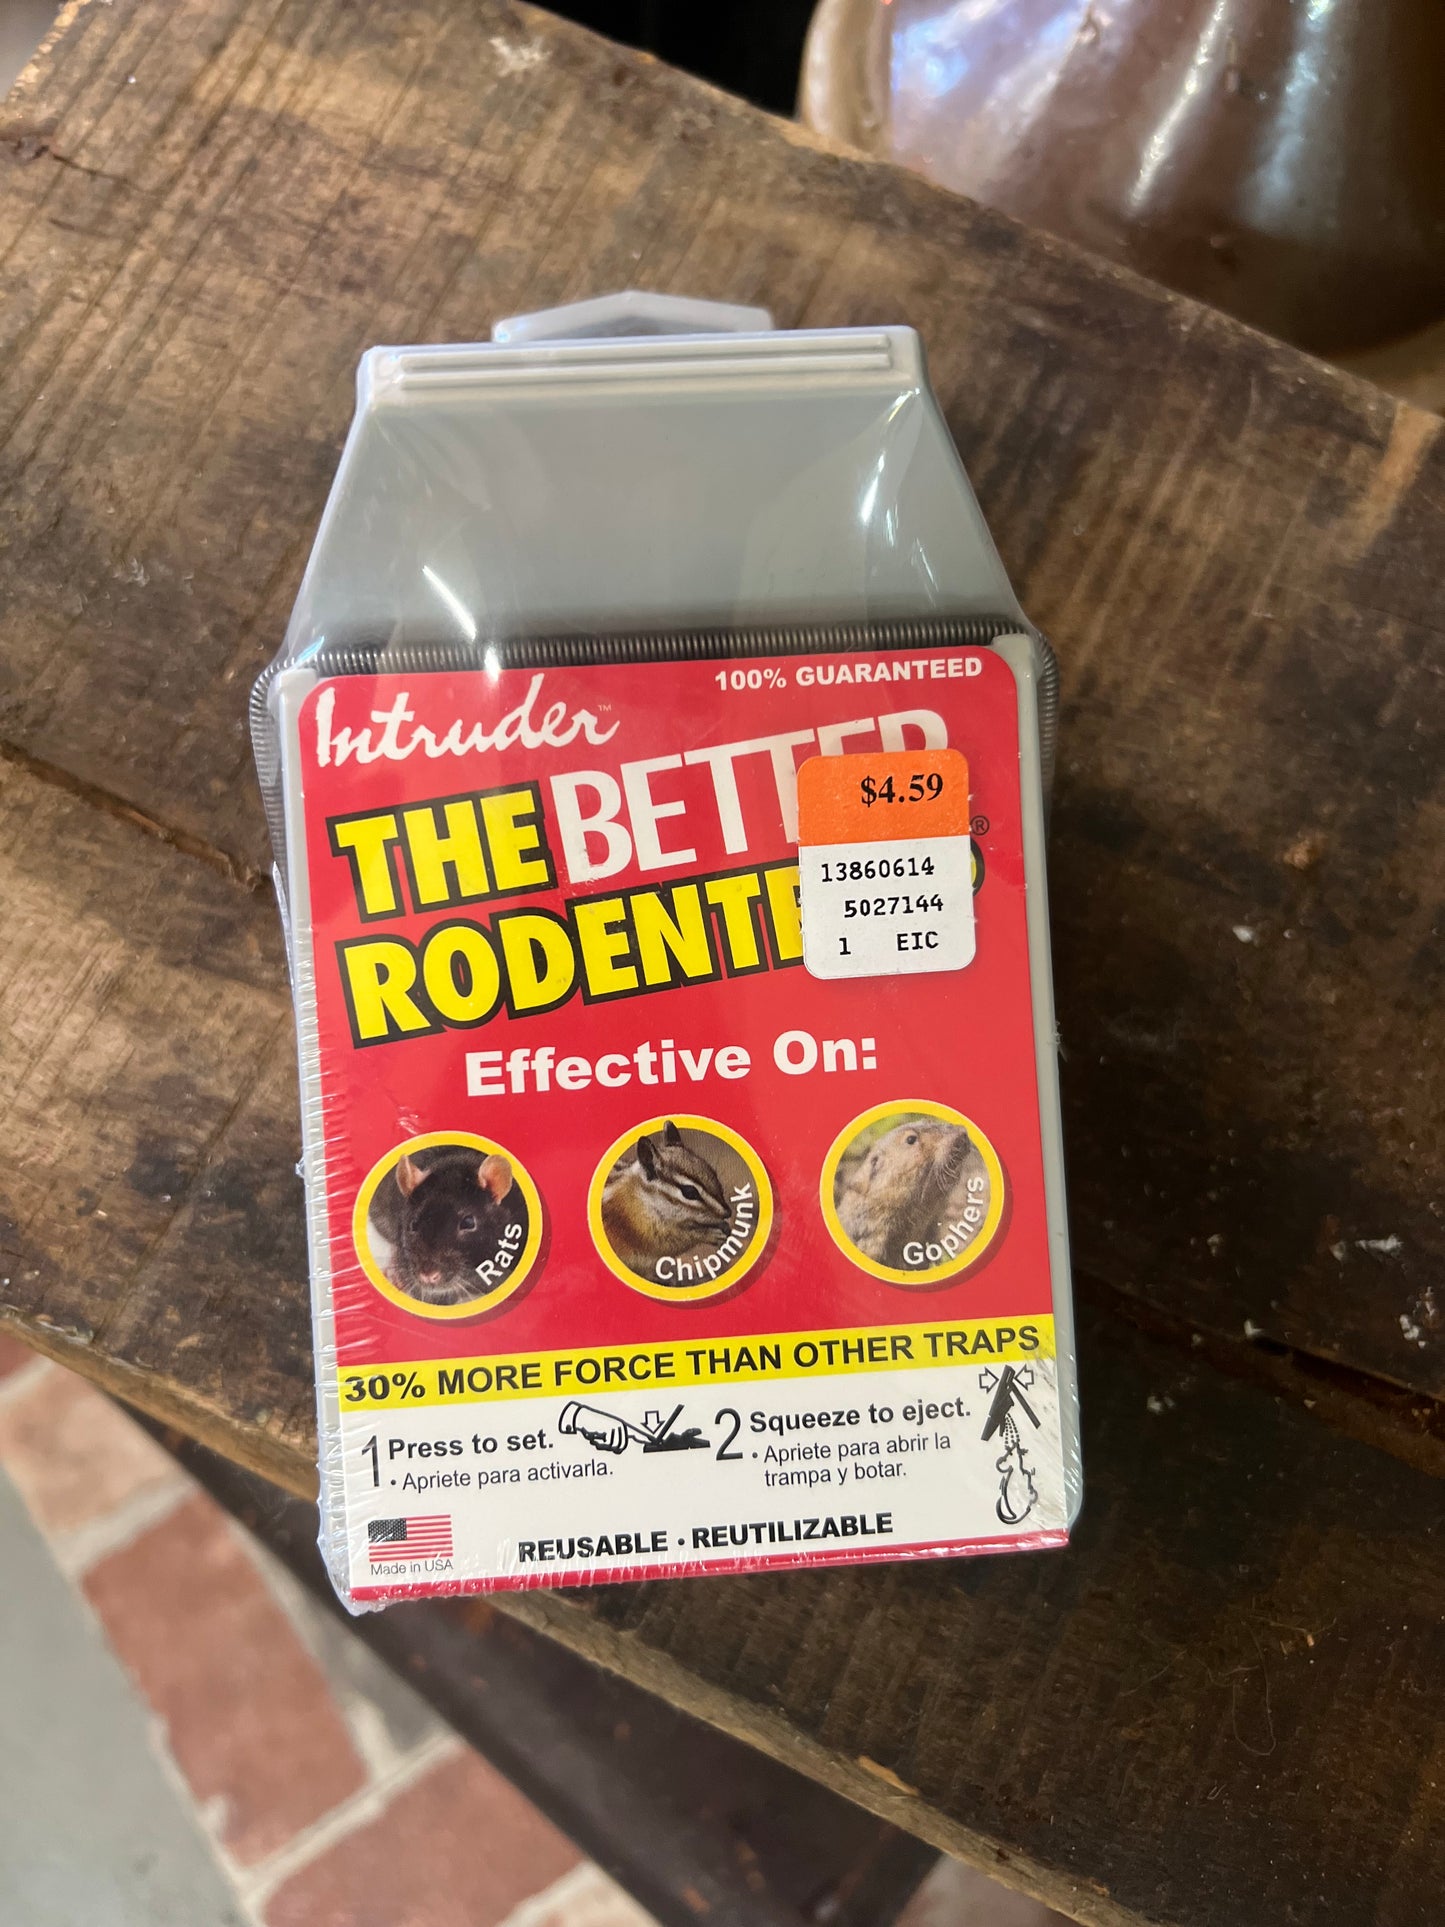 100% GUARANTEED
Intruder™
THE BETTER
$4.59
®
13860614
5027144
1 EIC
Effective On:
Rats
Chipmunk
Gophers
30% MORE FORCE THAN OTHER TRAPS
1 Press to set.
• Apriete para activarla.
2 Squeeze to eject.
• Apriete para abrir la
trampa y botar.
Made in USA
REUSABLE • REUTILIZABLE